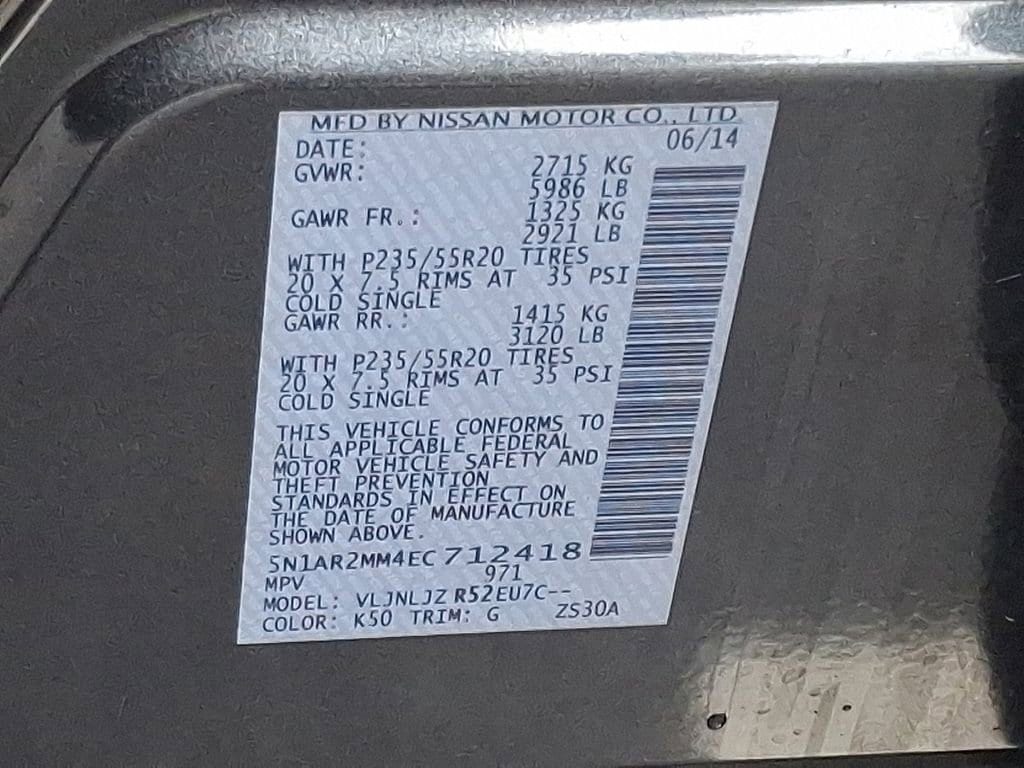 MFD BY NISSAN MOTOR CO., LTD.
DATE: 06/14
GVWR: 2715 KG
5986 LB
GAWR FR.: 1325 KG
2921 LB
WITH P235/55R20 TIRES
20 X 7.5 RIMS AT 35 PSI
COLD SINGLE
GAWR RR.: 1415 KG
3120 LB
WITH P235/55R20 TIRES
20 X 7.5 RIMS AT 35 PSI
COLD SINGLE
THIS VEHICLE CONFORMS TO
ALL APPLICABLE FEDERAL
MOTOR VEHICLE SAFETY AND
THEFT PREVENTION
STANDARDS IN EFFECT ON
THE DATE OF MANUFACTURE
SHOWN ABOVE.
5N1AR2MM4EC712418
MPV 971
MODEL: VLJNLJZ R52EU7C--
COLOR: K50 TRIM: G ZS30A